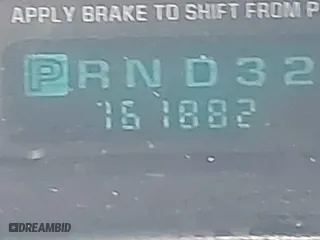 APPLY BRAKE TO SHIFT FROM P
P R N D 3 2
161882
DREAMBID